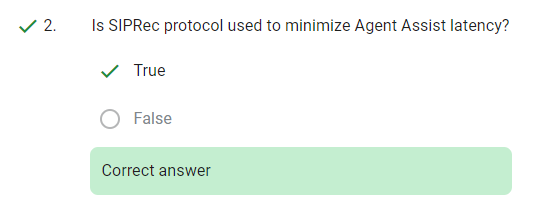 2. Is SIPRec protocol used to minimize Agent Assist latency?
True
False
Correct answer